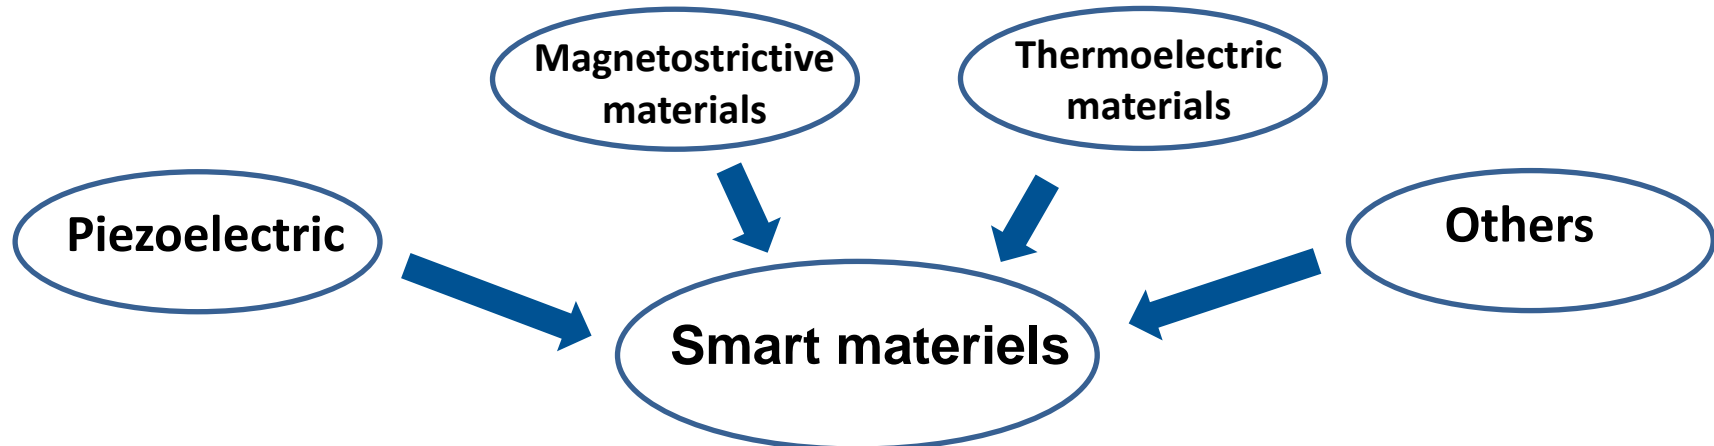 Magnetostrictive
materials
Thermoelectric
materials
Piezoelectric
Others
Smart materiels